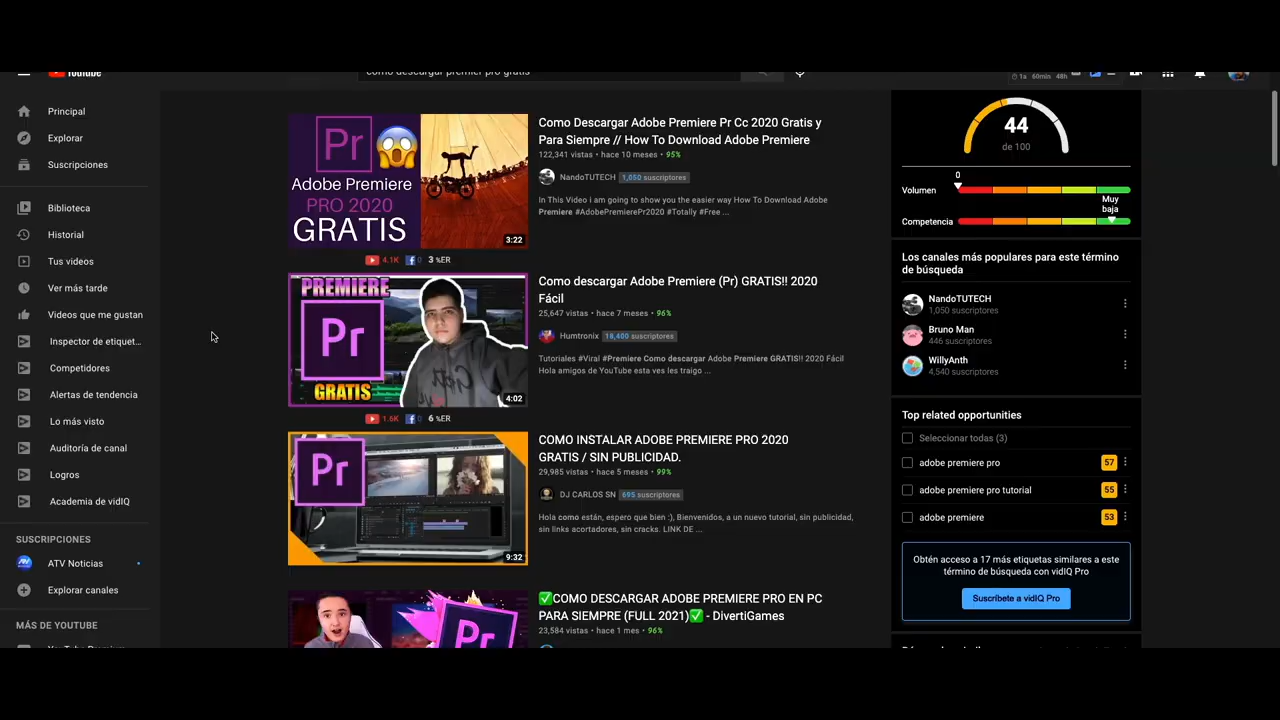 YouTube
como descargar premier pro gratis
1a 60min 48h
Principal
Explorar
Suscripciones
Biblioteca
Historial
Tus videos
Ver más tarde
Videos que me gustan
Inspector de etiquet...
Competidores
Alertas de tendencia
Lo más visto
Auditoría de canal
Logros
Academia de vidIQ
SUSCRIPCIONES
ATV Noticias
Explorar canales
MÁS DE YOUTUBE
YouTube Premium
Pr
Adobe Premiere
PRO 2020
GRATIS
3:22
4.1K 0 3 %ER
Como Descargar Adobe Premiere Pr Cc 2020 Gratis y
Para Siempre // How To Download Adobe Premiere
122,341 vistas • hace 10 meses • 95%
NandoTUTECH 1,050 suscriptores
In This Video i am going to show you the easier way How To Download Adobe
Premiere #AdobePremierePr2020 #Totally #Free ...
PREMIERE
Pr
GRATIS
4:02
1.6K 0 6 %ER
Como descargar Adobe Premiere (Pr) GRATIS!! 2020
Fácil
25,647 vistas • hace 7 meses • 96%
Humtronix 18,400 suscriptores
Tutoriales #Viral #Premiere Como descargar Adobe Premiere GRATIS!! 2020 Fácil
Hola amigos de YouTube esta ves les traigo ...
Pr
9:32
COMO INSTALAR ADOBE PREMIERE PRO 2020
GRATIS / SIN PUBLICIDAD.
29,985 vistas • hace 5 meses • 99%
DJ CARLOS SN 695 suscriptores
Hola como están, espero que bien :), Bienvenidos, a un nuevo tutorial, sin publicidad,
sin links acortadores, sin cracks. LINK DE ...
Pr
✅COMO DESCARGAR ADOBE PREMIERE PRO EN PC
PARA SIEMPRE (FULL 2021)✅ - DivertiGames
23,584 vistas • hace 1 mes • 96%
44
de 100
0
Volumen
Muy
baja
Competencia
Los canales más populares para este término
de búsqueda
NandoTUTECH
1,050 suscriptores
Bruno Man
446 suscriptores
WillyAnth
4,540 suscriptores
Top related opportunities
Seleccionar todas (3)
adobe premiere pro 57
adobe premiere pro tutorial 55
adobe premiere 53
Obtén acceso a 17 más etiquetas similares a este
término de búsqueda con vidIQ Pro
Suscríbete a vidIQ Pro